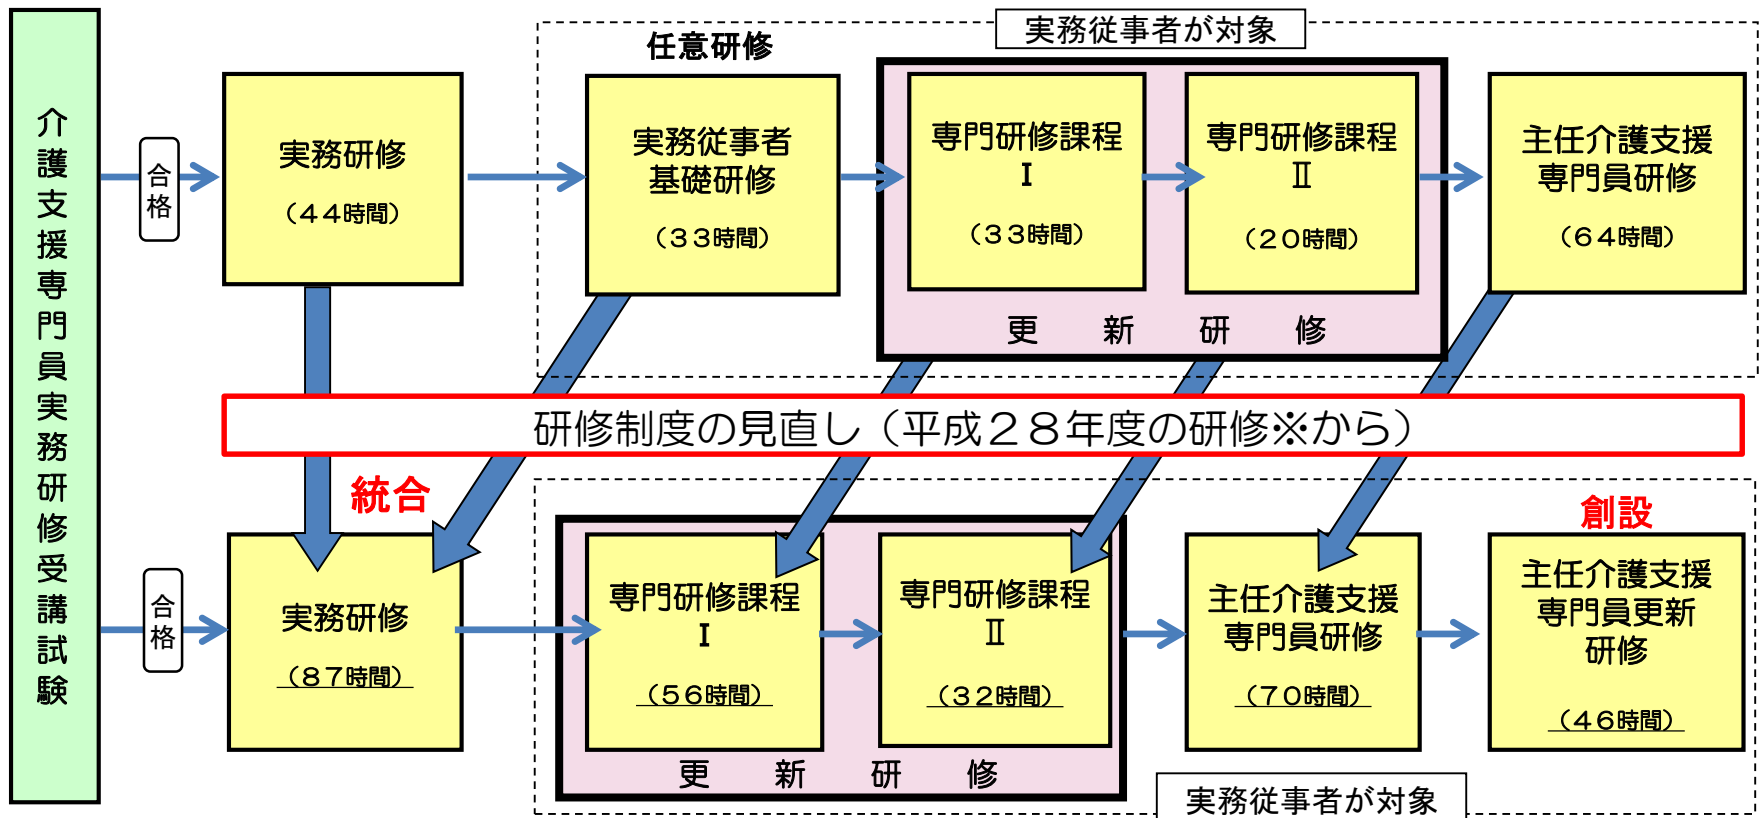 介護支援専門員実務研修受講試験
実務従事者が対象
任意研修
合格
実務研修
（４４時間）
実務従事者
基礎研修
（３３時間）
専門研修課程
Ⅰ
（３３時間）
専門研修課程
Ⅱ
（２０時間）
主任介護支援
専門員研修
（６４時間）
更新研修
研修制度の見直し（平成２８年度の研修※から）
統合
創設
合格
実務研修
（８７時間）
専門研修課程
Ⅰ
（５６時間）
専門研修課程
Ⅱ
（３２時間）
主任介護支援
専門員研修
（７０時間）
主任介護支援
専門員更新
研修
（４６時間）
更新研修
実務従事者が対象